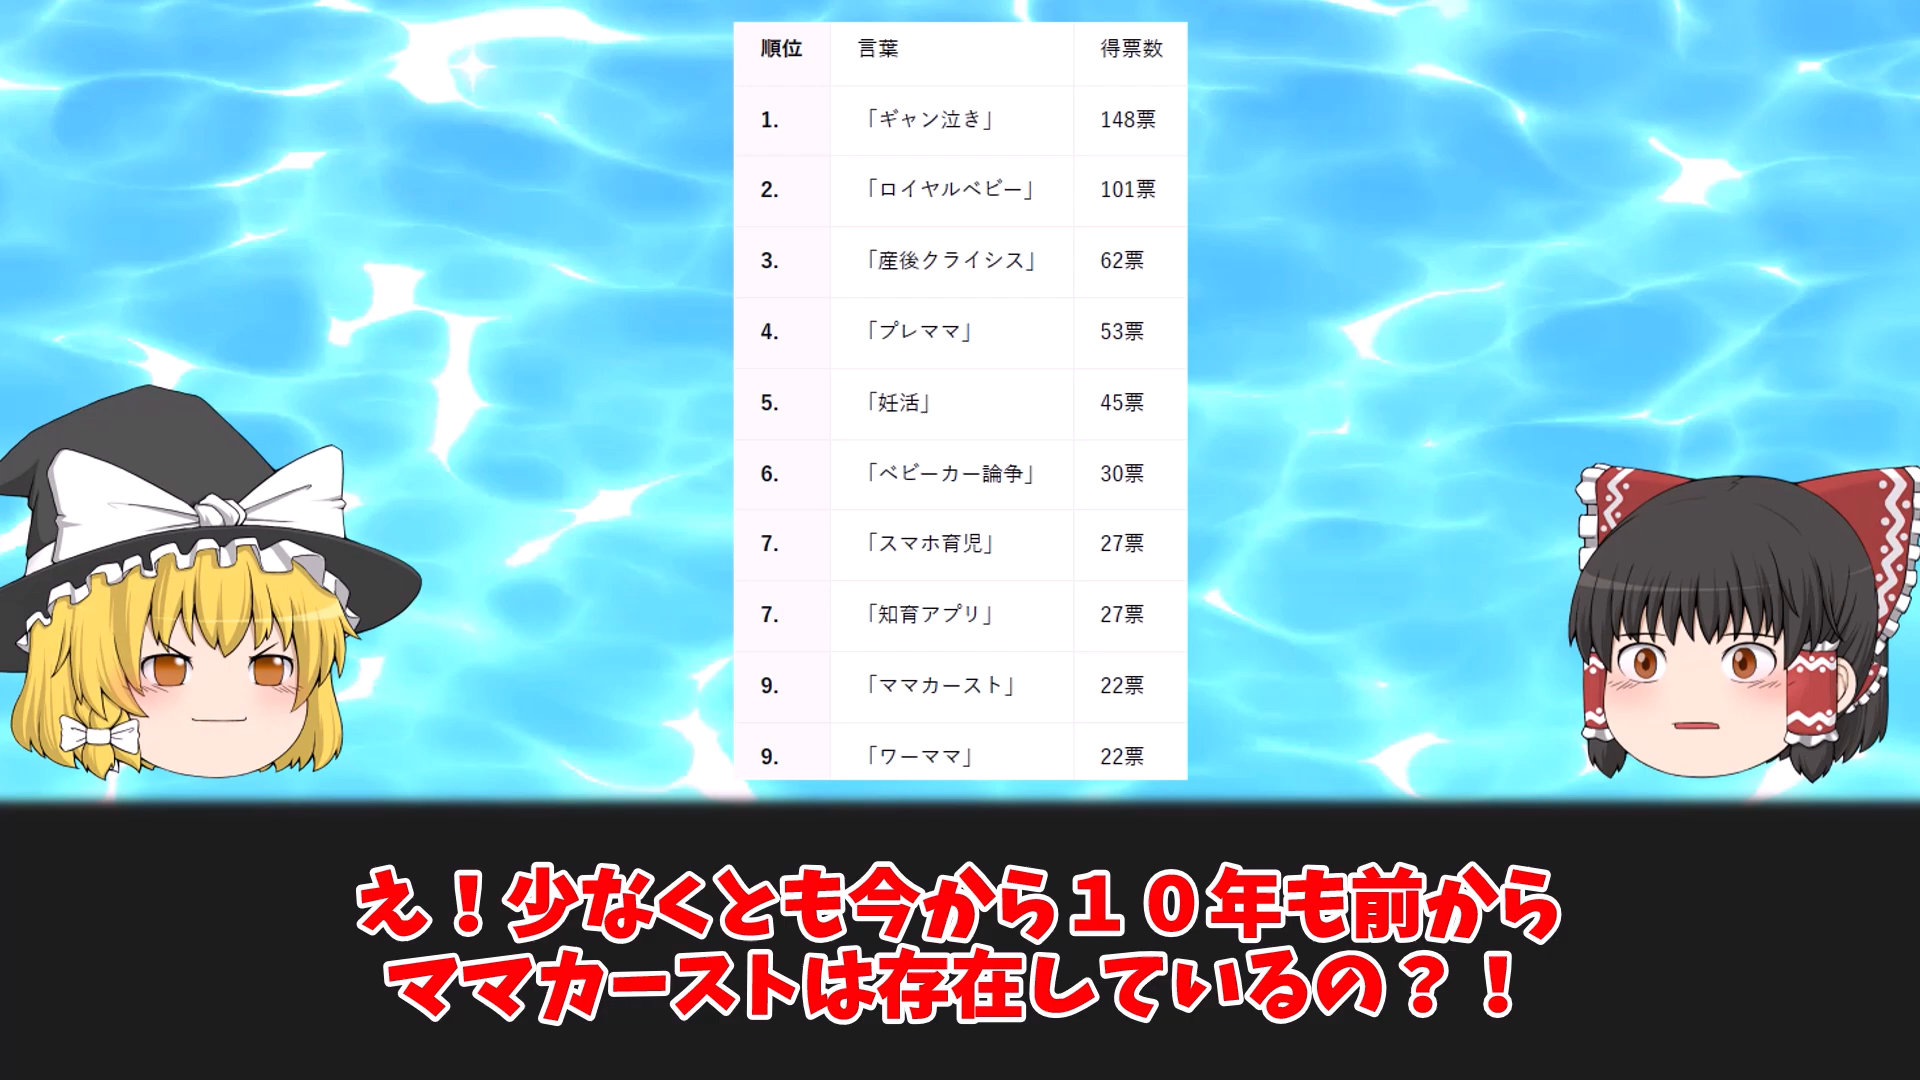 順位 言葉 得票数
1. 「ギャン泣き」 148票
2. 「ロイヤルベビー」 101票
3. 「産後クライシス」 62票
4. 「プレママ」 53票
5. 「妊活」 45票
6. 「ベビーカー論争」 30票
7. 「スマホ育児」 27票
7. 「知育アプリ」 27票
9. 「ママカースト」 22票
9. 「ワーママ」 22票
え！少なくとも今から１０年も前から
ママカーストは存在しているの？！